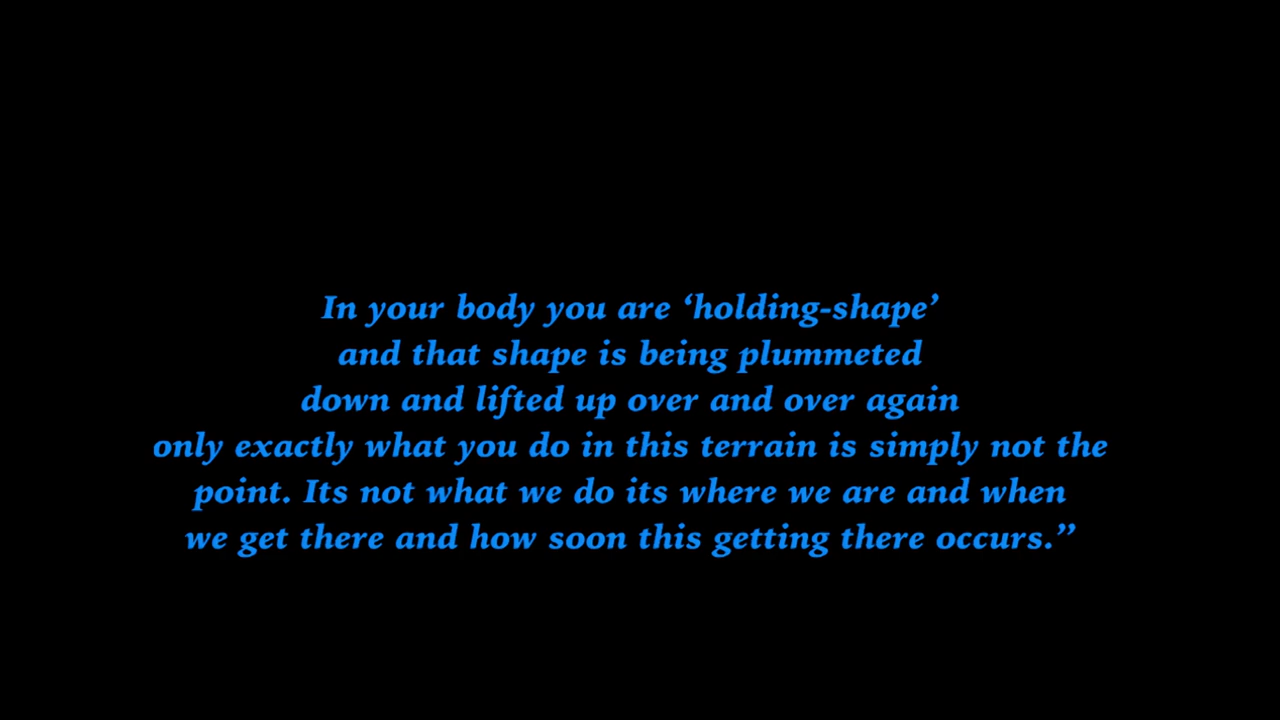 In your body you are ‘holding-shape’
and that shape is being plummeted
down and lifted up over and over again
only exactly what you do in this terrain is simply not the
point. Its not what we do its where we are and when
we get there and how soon this getting there occurs.”